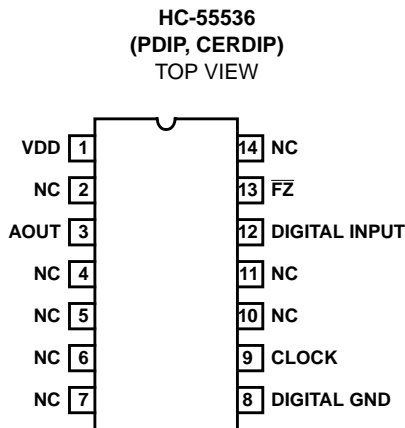 HC-55536
(PDIP, CERDIP)
TOP VIEW
VDD 1 14 NC
NC 2 13 F̅Z̅
AOUT 3 12 DIGITAL INPUT
NC 4 11 NC
NC 5 10 NC
NC 6 9 CLOCK
NC 7 8 DIGITAL GND